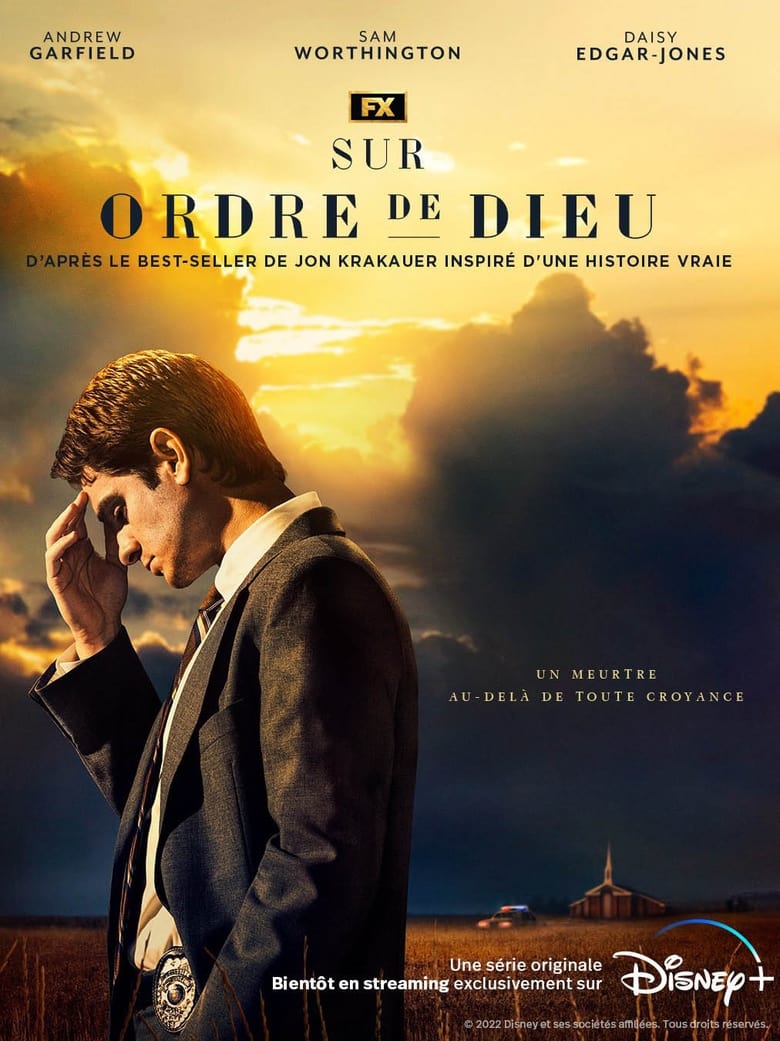 ANDREW
GARFIELD
SAM
WORTHINGTON
DAISY
EDGAR-JONES
FX
SUR
ORDRE DE DIEU
D'APRÈS LE BEST-SELLER DE JON KRAKAUER INSPIRÉ D'UNE HISTOIRE VRAIE
UN MEURTRE
AU-DELÀ DE TOUTE CROYANCE
Une série originale
Bientôt en streaming exclusivement sur
Disney+
© 2022 Disney et ses sociétés affiliées. Tous droits réservés.